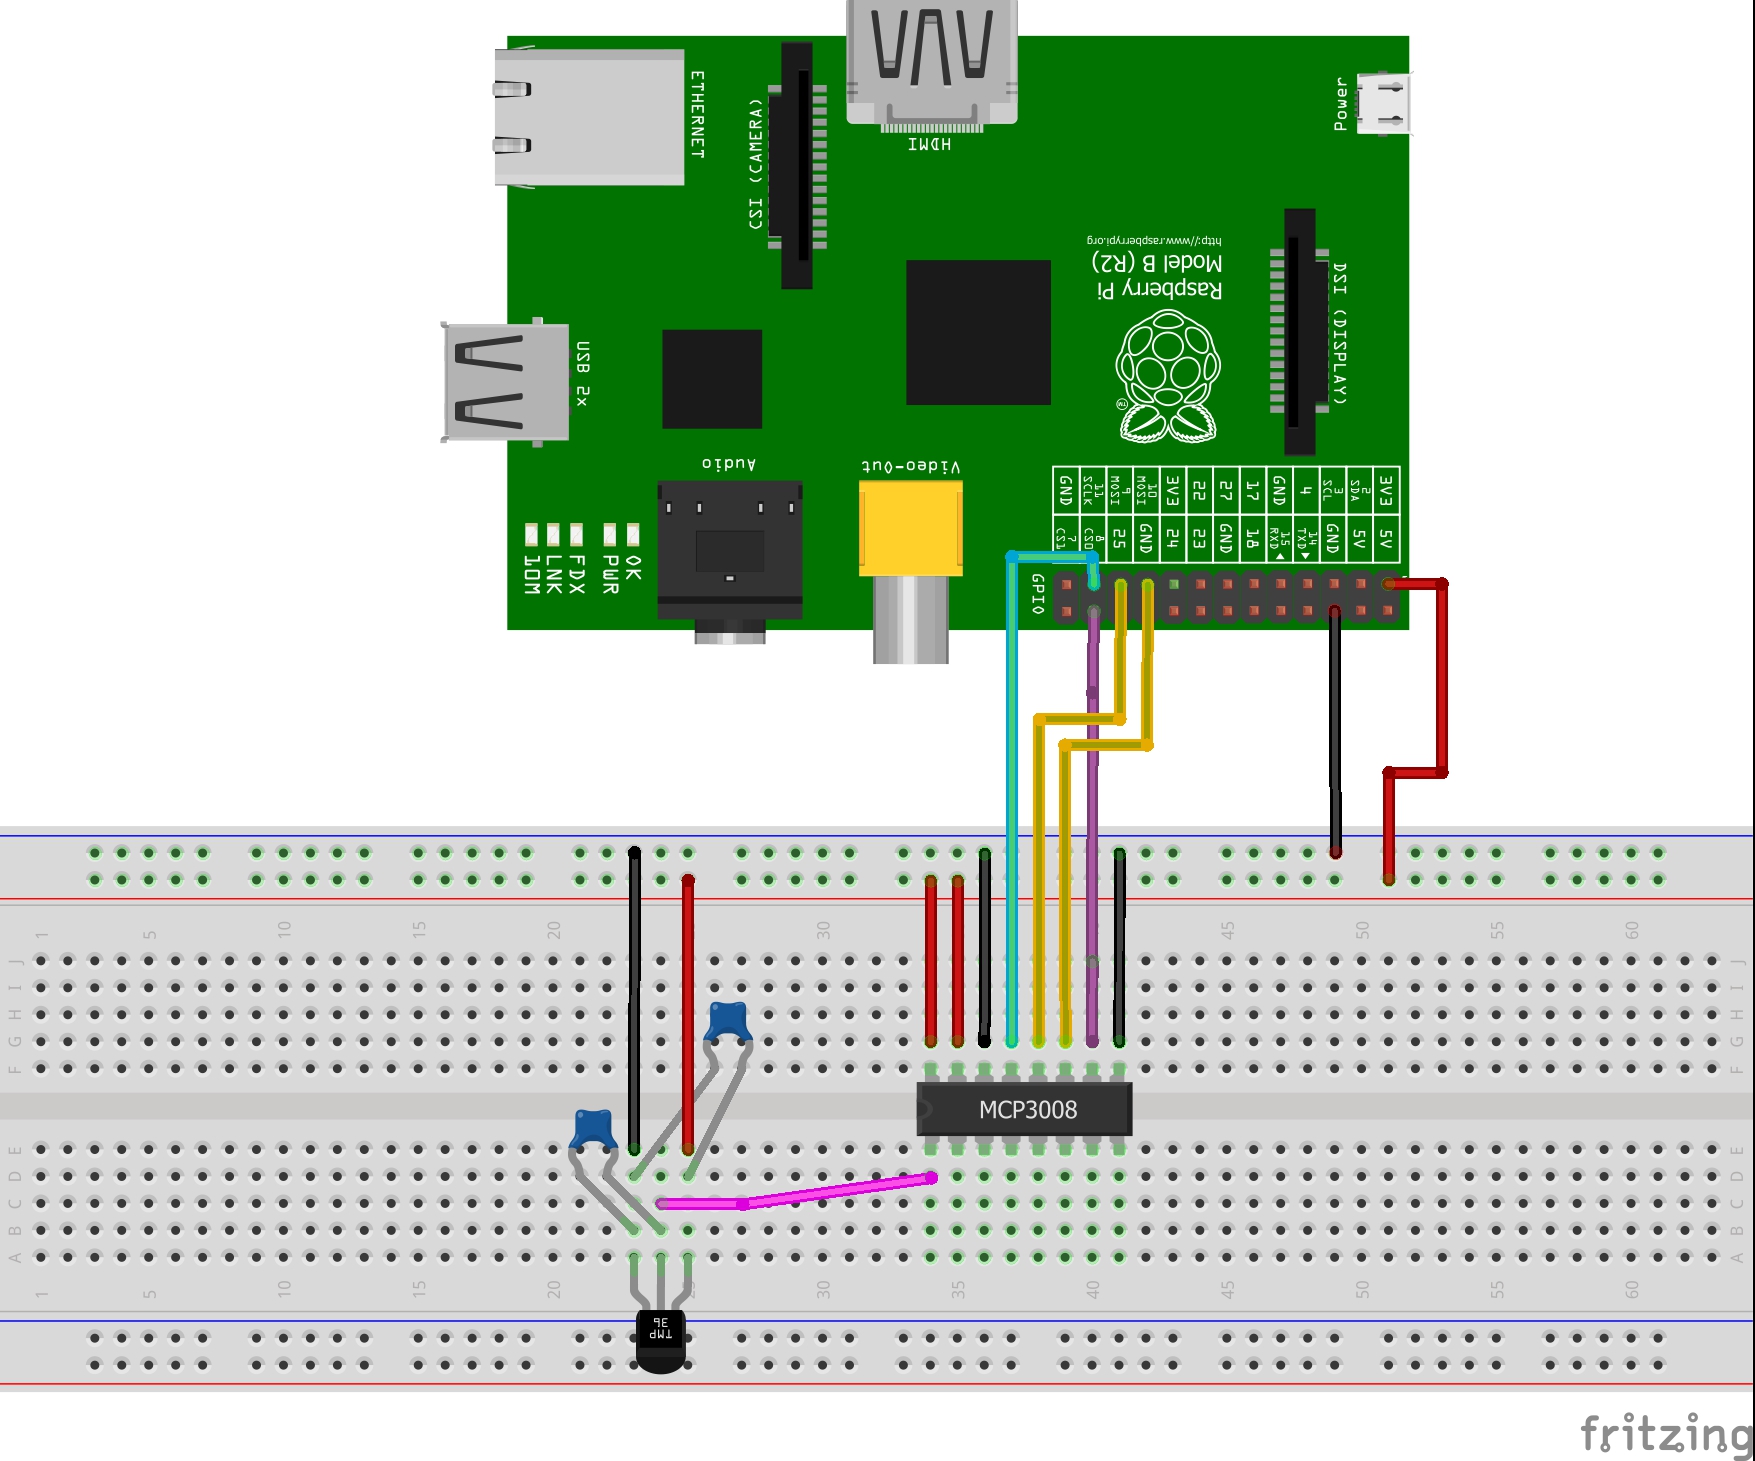 ETHERNET
CSI (CAMERA)
HDMI
Power
http://www.raspberrypi.org
Model B (R2)
Raspberry Pi
DSI (DISPLAY)
USB 2x
TM
Audio
Video-Out
GND 11 SCLK 9 MOSI 10 MOSI 3V3 22 27 17 GND 4 3 SCL 2 SDA 3V3
7 CS1 8 CS0 25 GND 24 23 GND 18 15 RXD 14 TXD GND 5V 5V
10M LNK FDX PWR OK
GPIO
1 5 10 15 20 30 45 50 55 60
J J
I I
H H
G G
F F
MCP3008
E E
D D
C C
B B
A A
1 5 10 15 20 30 35 40 45 50 55 60
TMP
36
fritzing